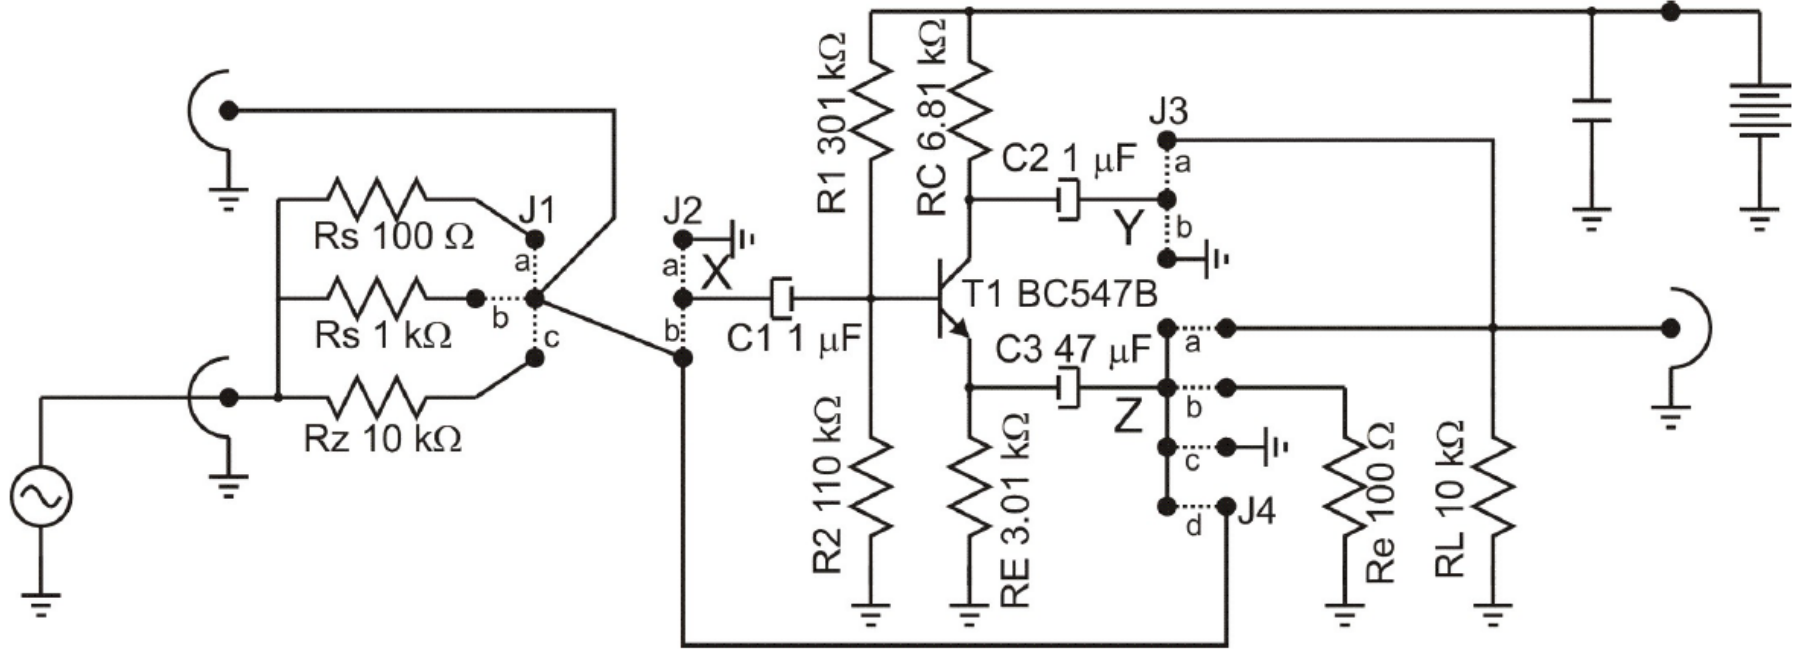 R1 301 kΩ
RC 6.81 kΩ
J3
a
C2 1 µF
Y
b
J1
Rs 100 Ω
a
J2
a
X
b
Rs 1 kΩ
c
b
C1 1 µF
T1 BC547B
C3 47 µF
a
b
Z
c
d
J4
Rz 10 kΩ
R2 110 kΩ
RE 3.01 kΩ
Re 100 Ω
RL 10 kΩ